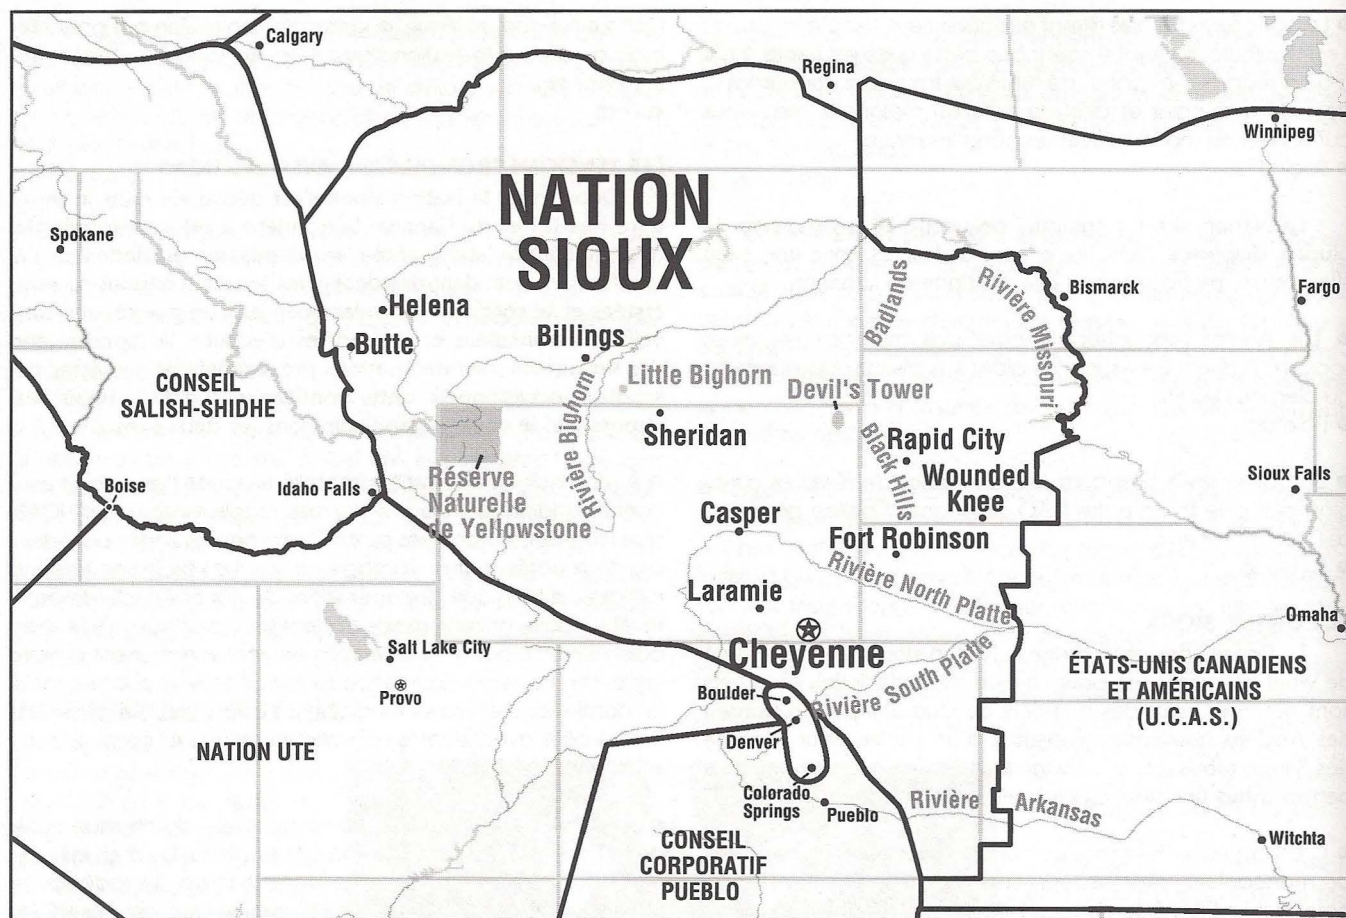 Calgary
Regina
Winnipeg
NATION
SIOUX
Spokane
Helena
Butte
Billings
Badlands
Rivière Missouri
Bismarck
Fargo
CONSEIL
SALISH-SHIDHE
Rivière Bighorn
Little Bighorn
Devil's Tower
Sheridan
Black Hills
Rapid City
Wounded
Knee
Sioux Falls
Boise
Idaho Falls
Réserve
Naturelle
de Yellowstone
Casper
Fort Robinson
Rivière North Platte
Laramie
Omaha
Cheyenne
Salt Lake City
Provo
Boulder
Rivière South Platte
ÉTATS-UNIS CANADIENS
ET AMÉRICAINS
(U.C.A.S.)
Denver
NATION UTE
Colorado
Springs
Pueblo
Rivière Arkansas
Witchta
CONSEIL
CORPORATIF
PUEBLO